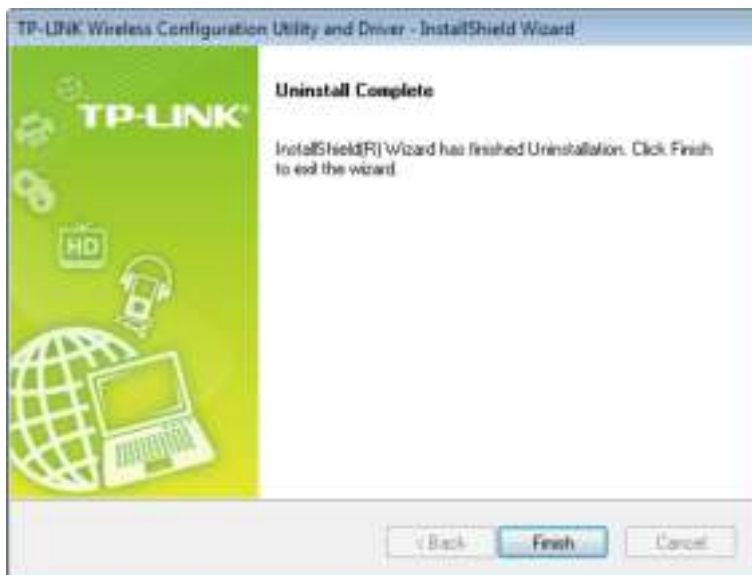 TP-LINK Wireless Configuration Utility and Driver - InstallShield Wizard
TP-LINK
Uninstall Complete
InstallShield(R) Wizard has finished Uninstallation. Click Finish
to exit the wizard.
HD
< Back
Finish
Cancel